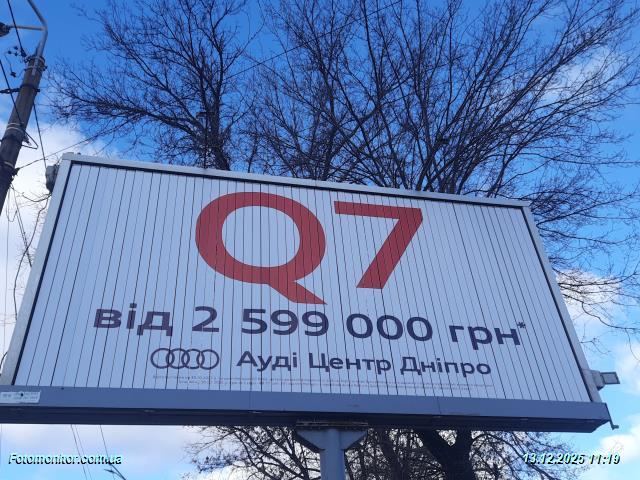 Q7
від 2 599 000 грн*
Ауді Центр Дніпро
Fotomonitor.com.ua
13.12.2025 11:19